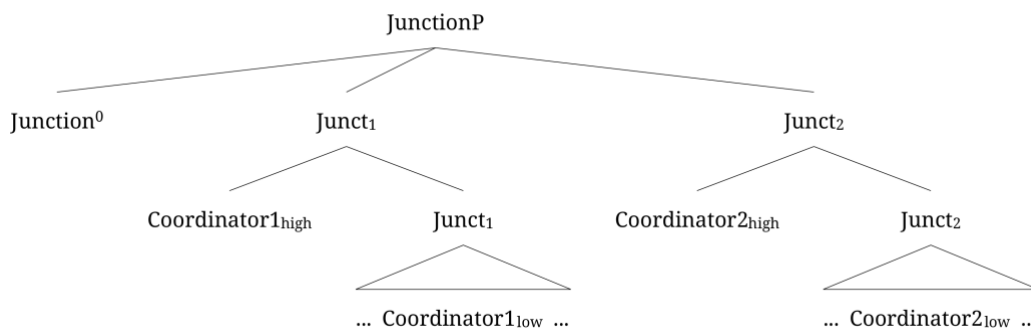 JunctionP
Junction⁰ Junct₁ Junct₂
Coordinator1high Junct₁ Coordinator2high Junct₂
... Coordinator1low ... ... Coordinator2low ...